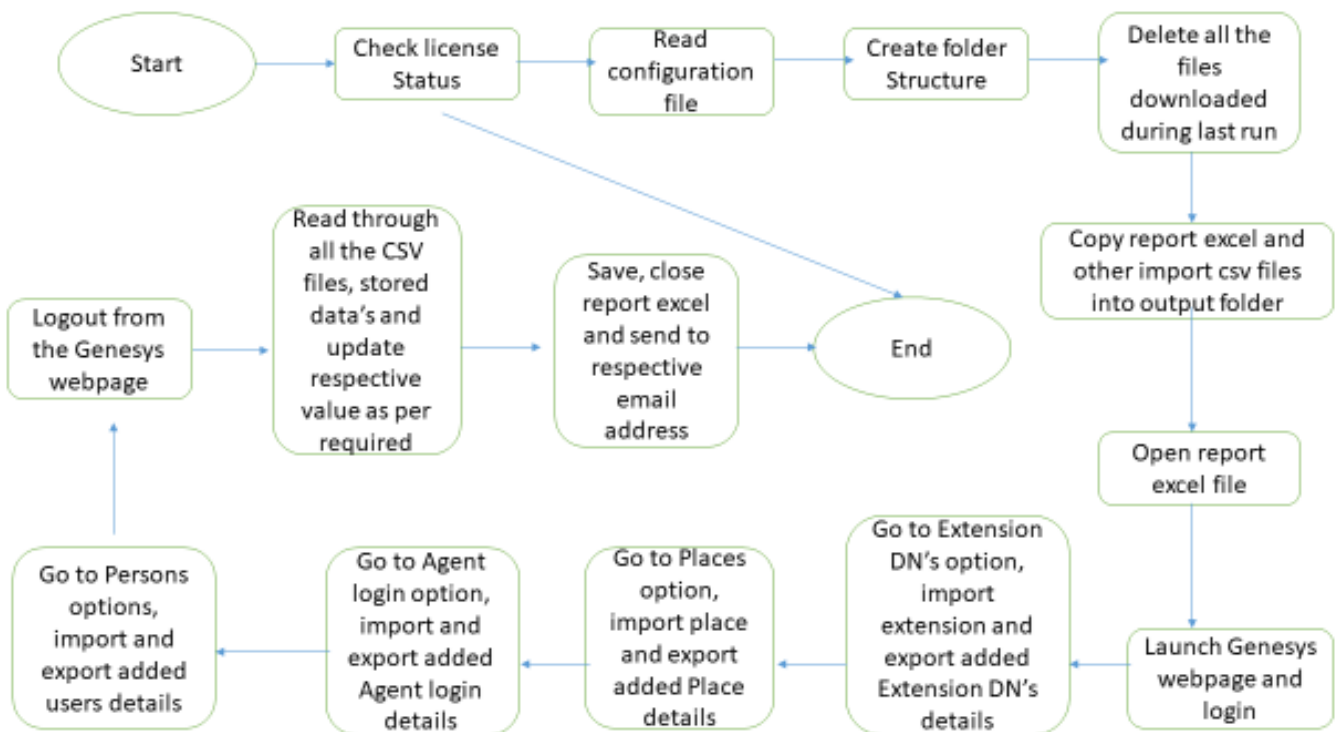 Start
Check license
Status
Read
configuration
file
Create folder
Structure
Delete all the
files
downloaded
during last run
Copy report excel and
other import csv files
into output folder
Open report
excel file
Launch Genesys
webpage and
login
Go to Extension
DN's option,
import
extension and
export added
Extension DN's
details
Go to Places
option,
import place
and export
added Place
details
Go to Agent
login option,
import and
export added
Agent login
details
Go to Persons
options,
import and
export added
users details
Logout from
the Genesys
webpage
Read through
all the CSV
files, stored
data's and
update
respective
value as per
required
Save, close
report excel
and send to
respective
email
address
End